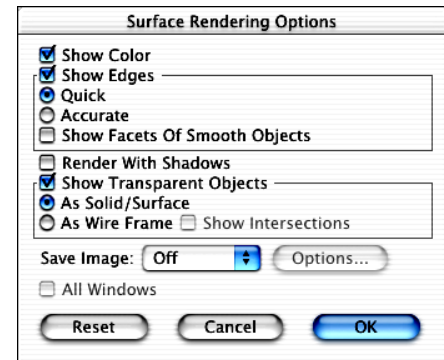 Surface Rendering Options
Show Color
Show Edges
Quick
Accurate
Show Facets Of Smooth Objects
Render With Shadows
Show Transparent Objects
As Solid/Surface
As Wire Frame Show Intersections
Save Image: Off Options...
All Windows
Reset Cancel OK